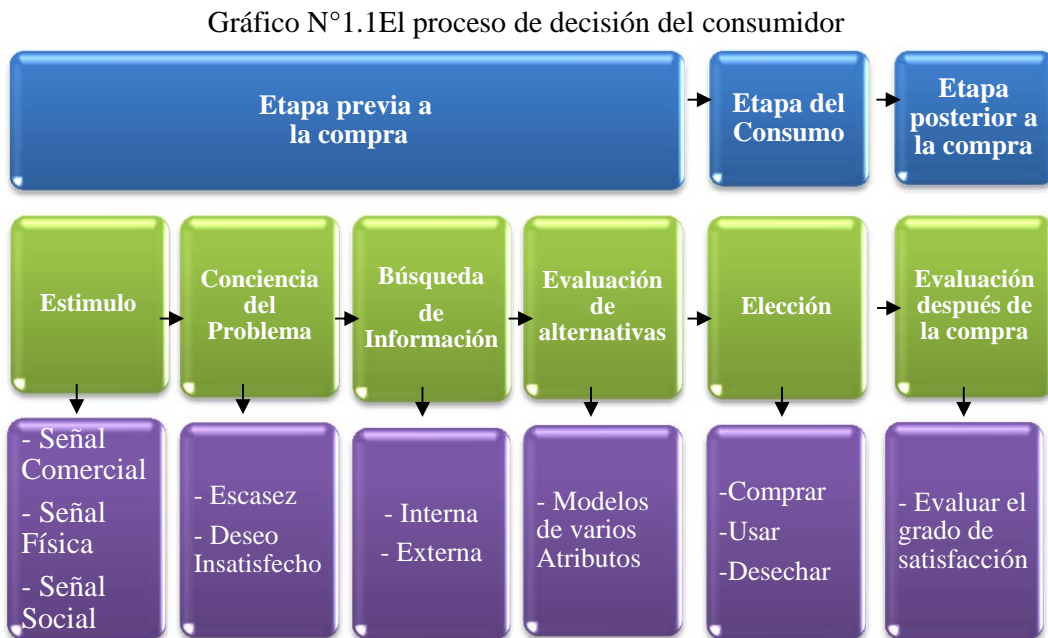 Gráfico N°1.1El proceso de decisión del consumidor
Etapa previa a
la compra
Etapa del
Consumo
Etapa
posterior a
la compra
Estimulo
Conciencia
del
Problema
Búsqueda
de
Información
Evaluación
de
alternativas
Elección
Evaluación
después de
la compra
- Señal
Comercial
- Señal
Física
- Señal
Social
- Escasez
- Deseo
Insatisfecho
- Interna
- Externa
- Modelos
de varios
Atributos
-Comprar
-Usar
-Desechar
- Evaluar el
grado de
satisfacción